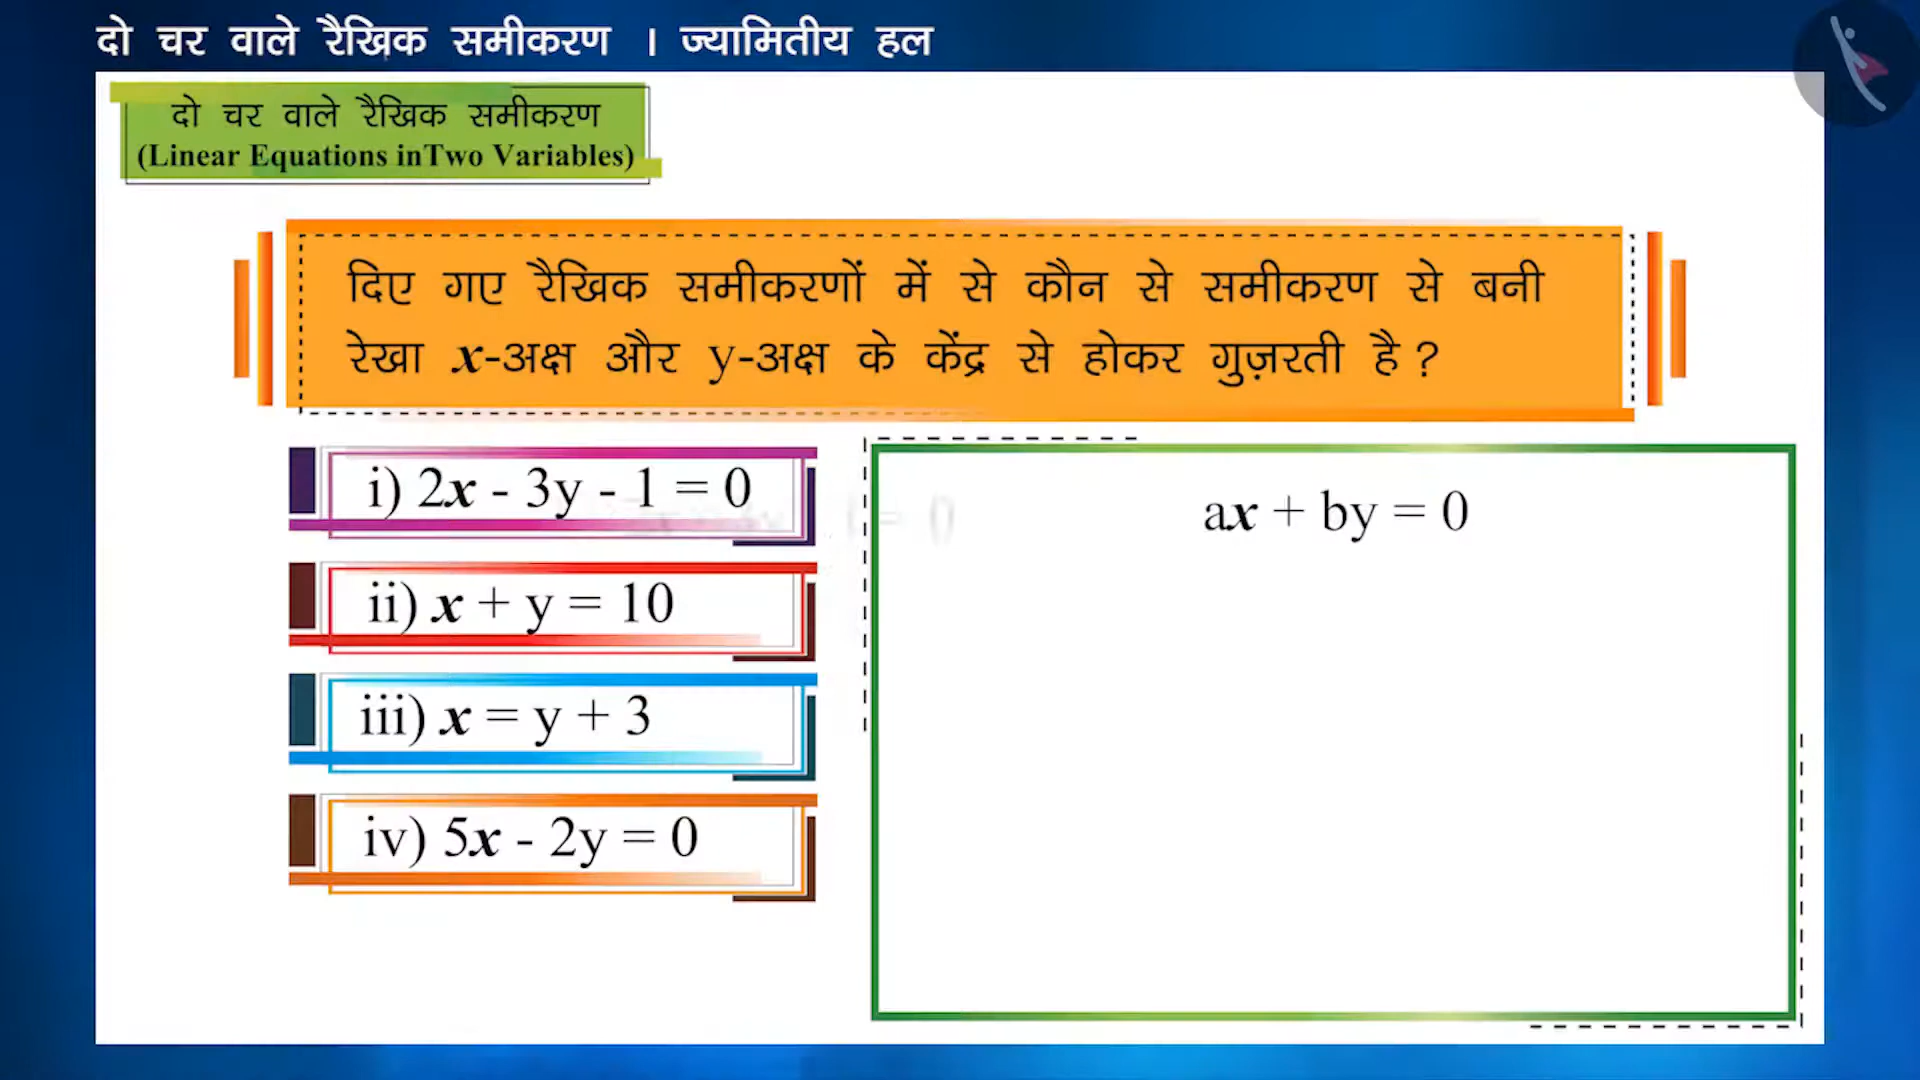 दो चर वाले रैखिक समीकरण । ज्यामितीय हल
दो चर वाले रैखिक समीकरण
(Linear Equations inTwo Variables)
दिए गए रैखिक समीकरणों में से कौन से समीकरण से बनी
रेखा x-अक्ष और y-अक्ष के केंद्र से होकर गुज़रती है ?
i) 2x - 3y - 1 = 0
ii) x + y = 10
iii) x = y + 3
iv) 5x - 2y = 0
ax + by = 0